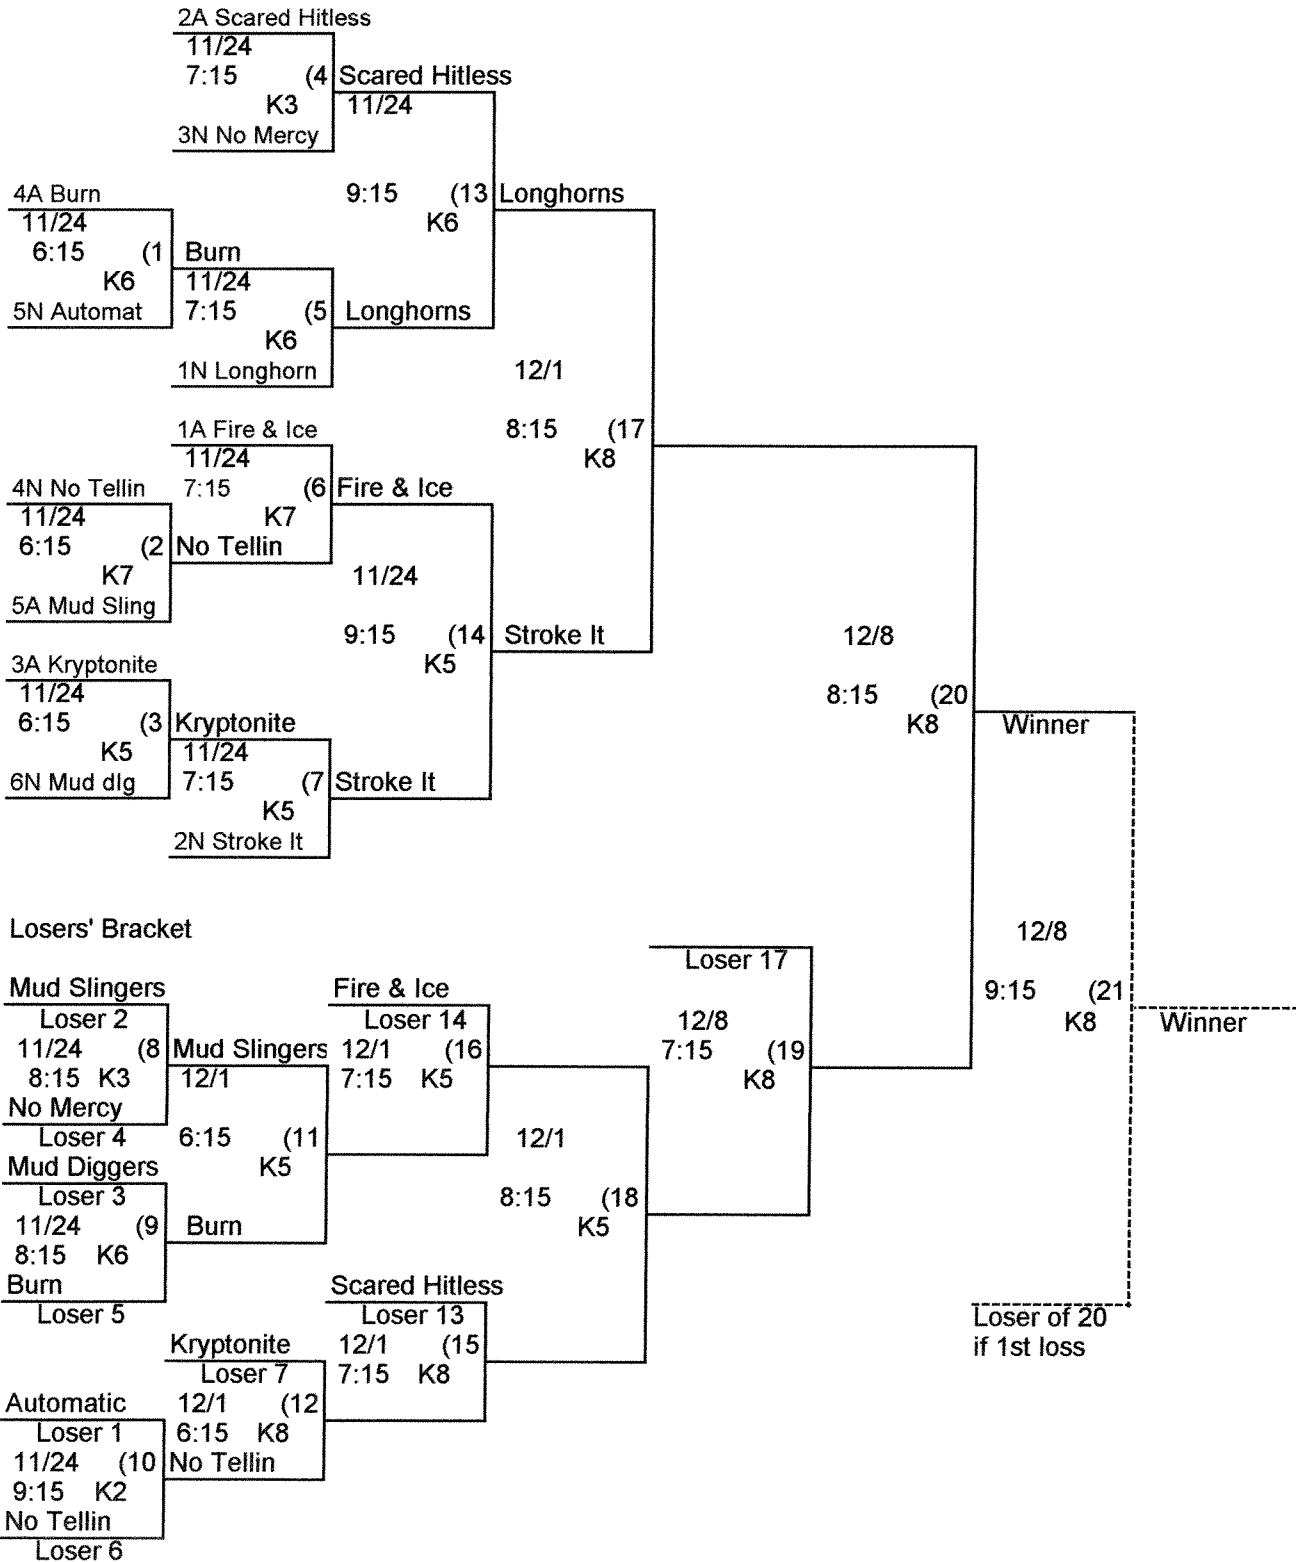 2A Scared Hitless
11/24
7:15 (4 Scared Hitless
K3 11/24
3N No Mercy
4A Burn 9:15 (13 Longhorns
11/24 K6
6:15 (1 Burn
K6 11/24
5N Automat 7:15 (5 Longhorns
K6
1N Longhorn 12/1
1A Fire & Ice 8:15 (17
11/24 K8
4N No Tellin 7:15 (6 Fire & Ice
11/24 K7
6:15 (2 No Tellin
K7 11/24
5A Mud Sling
9:15 (14 Stroke It 12/8
3A Kryptonite K5
11/24 8:15 (20
6:15 (3 Kryptonite K8 Winner
K5 11/24
6N Mud dIg 7:15 (7 Stroke It
K5
2N Stroke It
Losers' Bracket 12/8
Loser 17
Mud Slingers Fire & Ice 9:15 (21
Loser 2 Loser 14 12/8 K8 Winner
11/24 (8 Mud Slingers 12/1 (16 7:15 (19
8:15 K3 12/1 7:15 K5 K8
No Mercy
Loser 4 6:15 (11 12/1
Mud Diggers K5
Loser 3 8:15 (18
11/24 (9 Burn K5
8:15 K6
Burn Scared Hitless
Loser 5 Loser 13 Loser of 20
Kryptonite 12/1 (15 if 1st loss
Loser 7 7:15 K8
Automatic 12/1 (12
Loser 1 6:15 K8
11/24 (10 No Tellin
9:15 K2
No Tellin
Loser 6